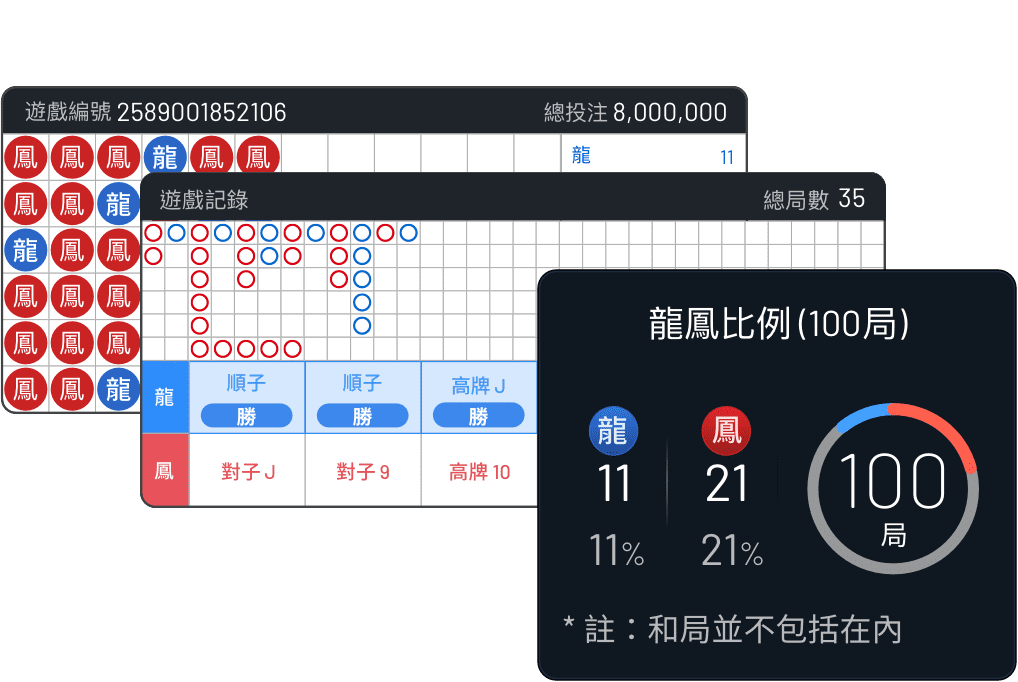 遊戲編號 2589001852106 總投注 8,000,000
鳳 鳳 鳳 龍 鳳 鳳 龍 11
鳳 鳳 龍
龍 鳳 鳳
鳳 鳳 鳳
鳳 鳳 鳳
鳳 鳳 龍
遊戲記錄 總局數 35
龍 順子 順子 高牌 J
勝 勝 勝
鳳 對子 J 對子 9 高牌 10
龍鳳比例(100局)
龍 鳳
11 21
11% 21%
100
局
* 註：和局並不包括在內